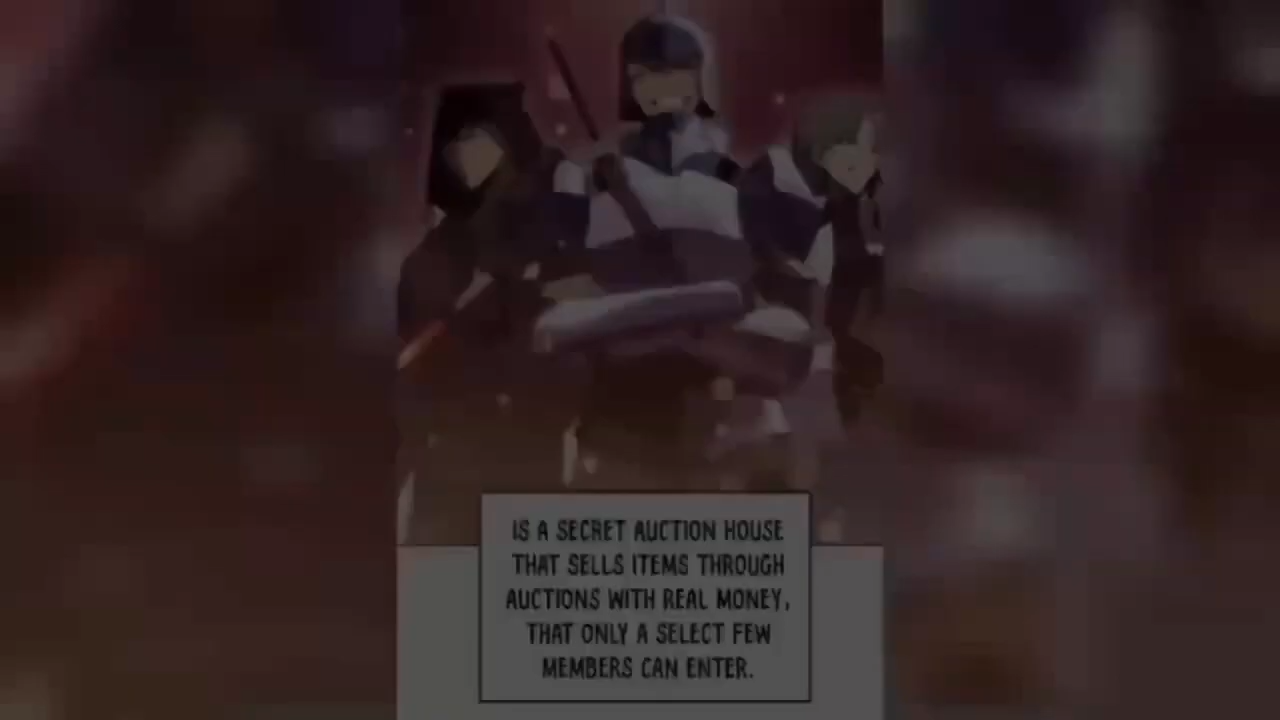 IS A SECRET AUCTION HOUSE
THAT SELLS ITEMS THROUGH
AUCTIONS WITH REAL MONEY,
THAT ONLY A SELECT FEW
MEMBERS CAN ENTER.